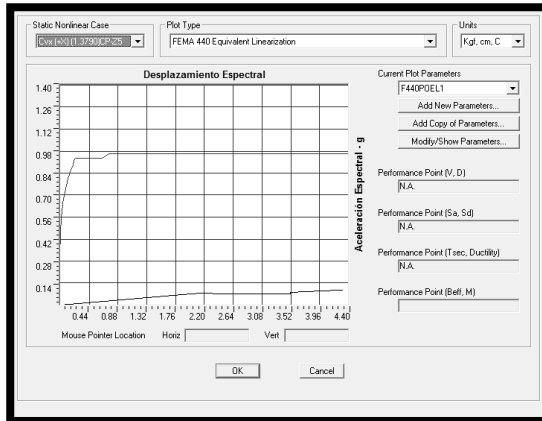 Static Nonlinear Case
Cvx (+X) (1.3790)CP-Z5
Plot Type
FEMA 440 Equivalent Linearization
Units
Kgf, cm, C
Desplazamiento Espectral
1.40
1.26
1.12
0.98
0.84
0.70
0.56
0.42
0.28
0.14
0.44 0.88 1.32 1.76 2.20 2.64 3.08 3.52 3.96 4.40
Aceleración Espectral - g
Mouse Pointer Location Horiz Vert
Current Plot Parameters
F440POEL1
Add New Parameters...
Add Copy of Parameters...
Modify/Show Parameters...
Performance Point (V, D)
N.A.
Performance Point (Sa, Sd)
N.A.
Performance Point (Tsec, Ductility)
N.A.
Performance Point (Beff, M)
OK
Cancel